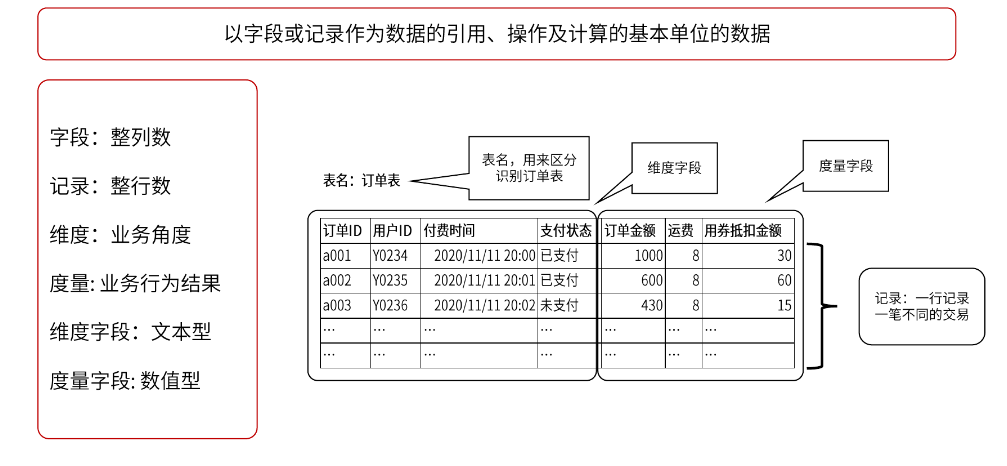 以字段或记录作为数据的引用、操作及计算的基本单位的数据
字段：整列数
记录：整行数
维度：业务角度
度量: 业务行为结果
维度字段：文本型
度量字段: 数值型
表名，用来区分
识别订单表
维度字段
度量字段
表名：订单表
订单ID 用户ID 付费时间 支付状态 订单金额 运费 用券抵扣金额
a001 Y0234 2020/11/11 20:00 已支付 1000 8 30
a002 Y0235 2020/11/11 20:01 已支付 600 8 60
a003 Y0236 2020/11/11 20:02 未支付 430 8 15
… … … … … … …
… … … … … … …
记录：一行记录
一笔不同的交易